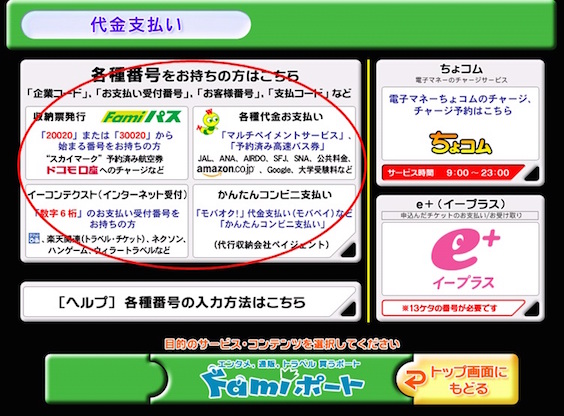 代金支払い
各種番号をお持ちの方はこちら
「企業コード」、「お支払い受付番号」、「お客様番号」、「支払コード」など
収納票発行 Famiパス
「20020」または「30020」から
始まる番号をお持ちの方
"スカイマーク"予約済み航空券
ドコモ口座へのチャージなど
各種代金お支払い
「マルチペイメントサービス」、
「予約済み高速バス券」
JAL、ANA、AIRDO、SFJ、SNA、公共料金、
amazon.co.jp、Google、大学受験料など
イーコンテクスト(インターネット受付)
「数字6桁」のお支払い受付番号を
お持ちの方
、楽天関連(トラベル・チケット)、ネクソン、
ハンゲーム、ウィラートラベルなど
かんたんコンビニ支払い
「モバオク!」代金支払い(モバペイ)など
「かんたんコンビニ支払い」
(代行収納会社ペイジェント)
[ヘルプ] 各種番号の入力方法はこちら
ちょコム
電子マネーのチャージサービス
電子マネーちょコムのチャージ、
チャージ予約はこちら
ちょコム
サービス時間 9:00~23:00
e+(イープラス)
申込んだチケットのお支払い/お受け取り
e+
イープラス
※13ケタの番号が必要です
目的のサービス・コンテンツを選択してください
エンタメ、通販、トラベル 買うポート
Famiポート
トップ画面に
もどる